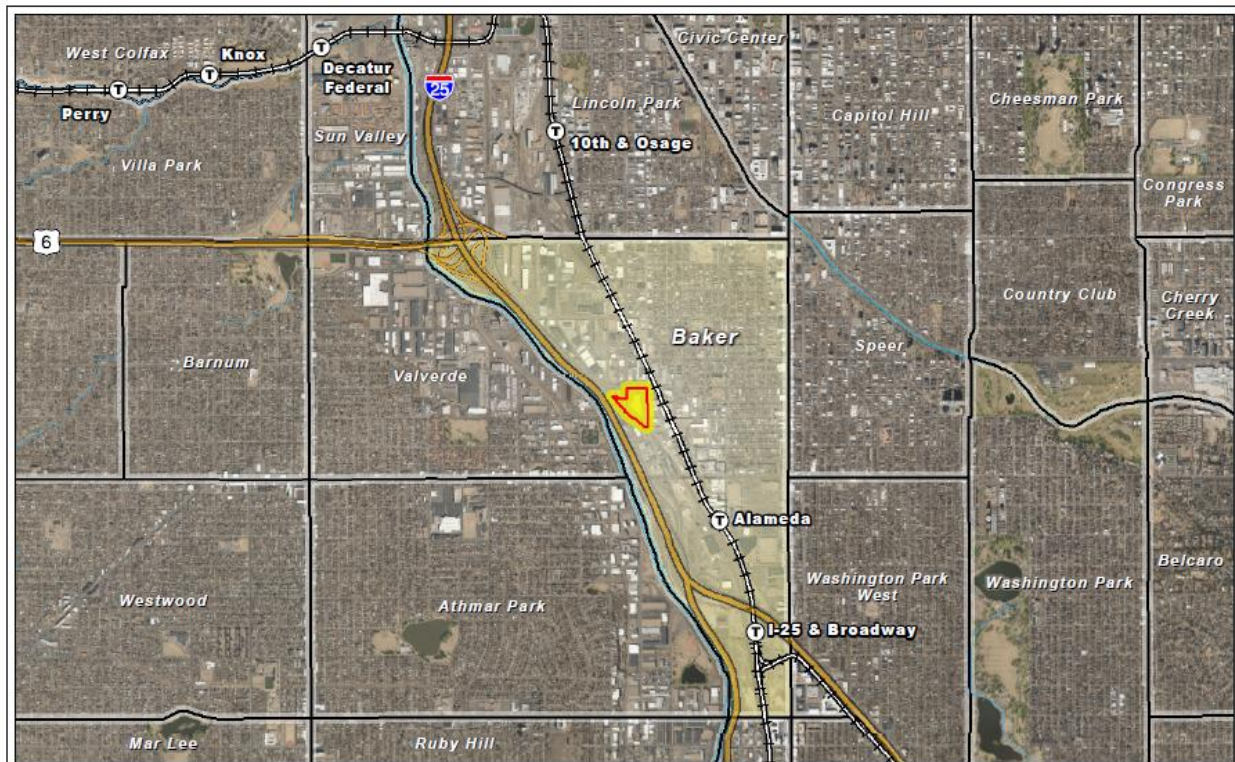 West Colfax
Knox
Civic Center
Decatur
Federal
25
Lincoln Park
Cheesman Park
Perry
Sun Valley
Capitol Hill
10th & Osage
Villa Park
Congress
Park
6
Country Club
Cherry
Creek
Baker
Speer
Barnum
Valverde
Alameda
Belcaro
Washington Park
West
Washington Park
Westwood
Athmar Park
I-25 & Broadway
Mar Lee
Ruby Hill